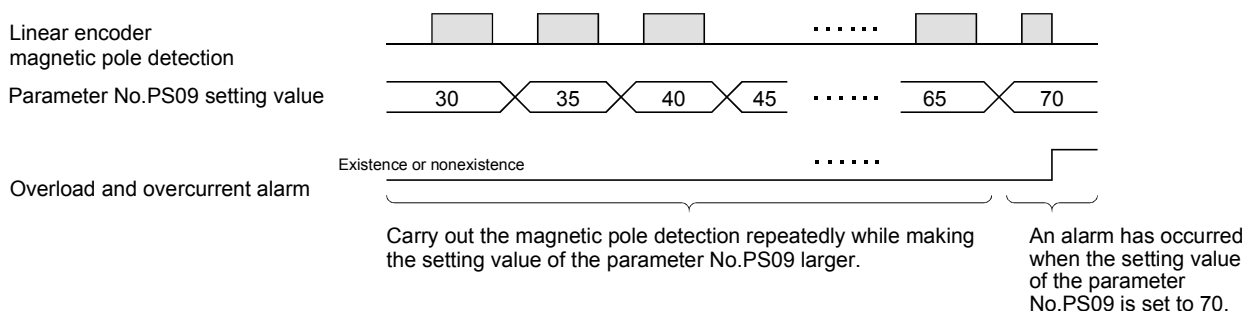 Linear encoder
magnetic pole detection
Parameter No.PS09 setting value
30 35 40 45 ...... 65 70
Existence or nonexistence
Overload and overcurrent alarm
Carry out the magnetic pole detection repeatedly while making
the setting value of the parameter No.PS09 larger.
An alarm has occurred
when the setting value
of the parameter
No.PS09 is set to 70.